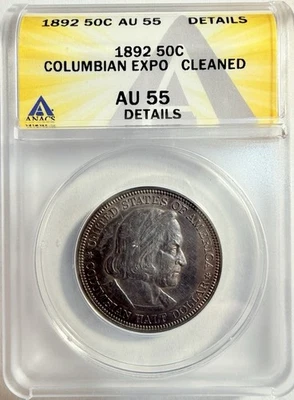 1892 50C AU 55 DETAILS
1892 50C
COLUMBIAN EXPO CLEANED
AU 55
DETAILS
ANACS
UNITED STATES OF AMERICA
COLUMBIAN HALF DOLLAR